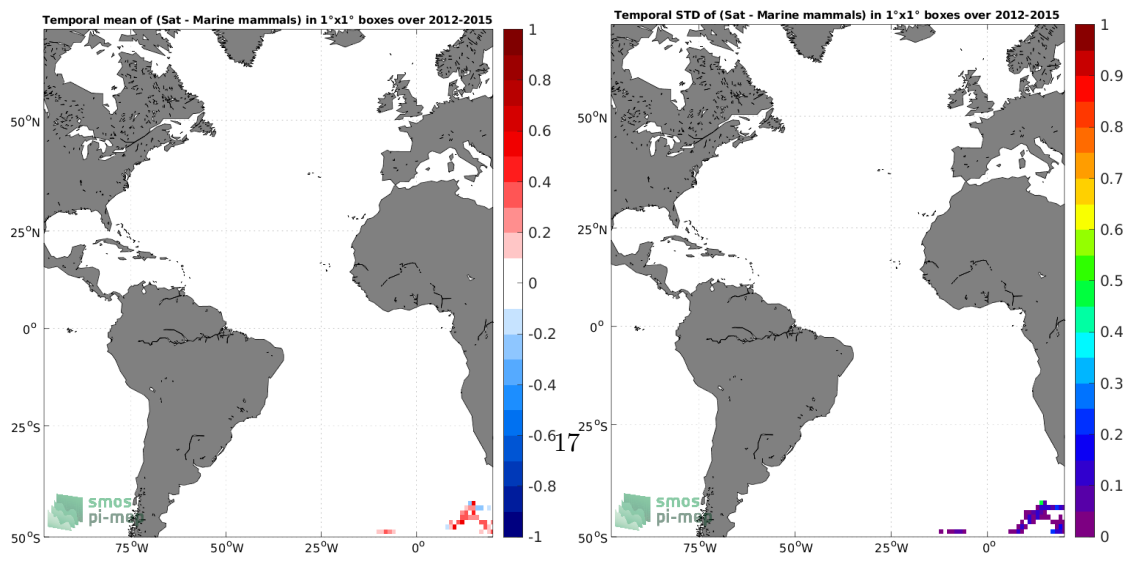 Temporal mean of (Sat - Marine mammals) in 1°x1° boxes over 2012-2015
50°N
25°N
0°
25°S
50°S
75°W
50°W
25°W
0°
1
0.8
0.6
0.4
0.2
0
-0.2
-0.4
-0.6
-0.8
-1
smos
pi-mep
17
Temporal STD of (Sat - Marine mammals) in 1°x1° boxes over 2012-2015
50°N
25°N
0°
25°S
50°S
75°W
50°W
25°W
0°
1
0.9
0.8
0.7
0.6
0.5
0.4
0.3
0.2
0.1
0
smos
pi-mep